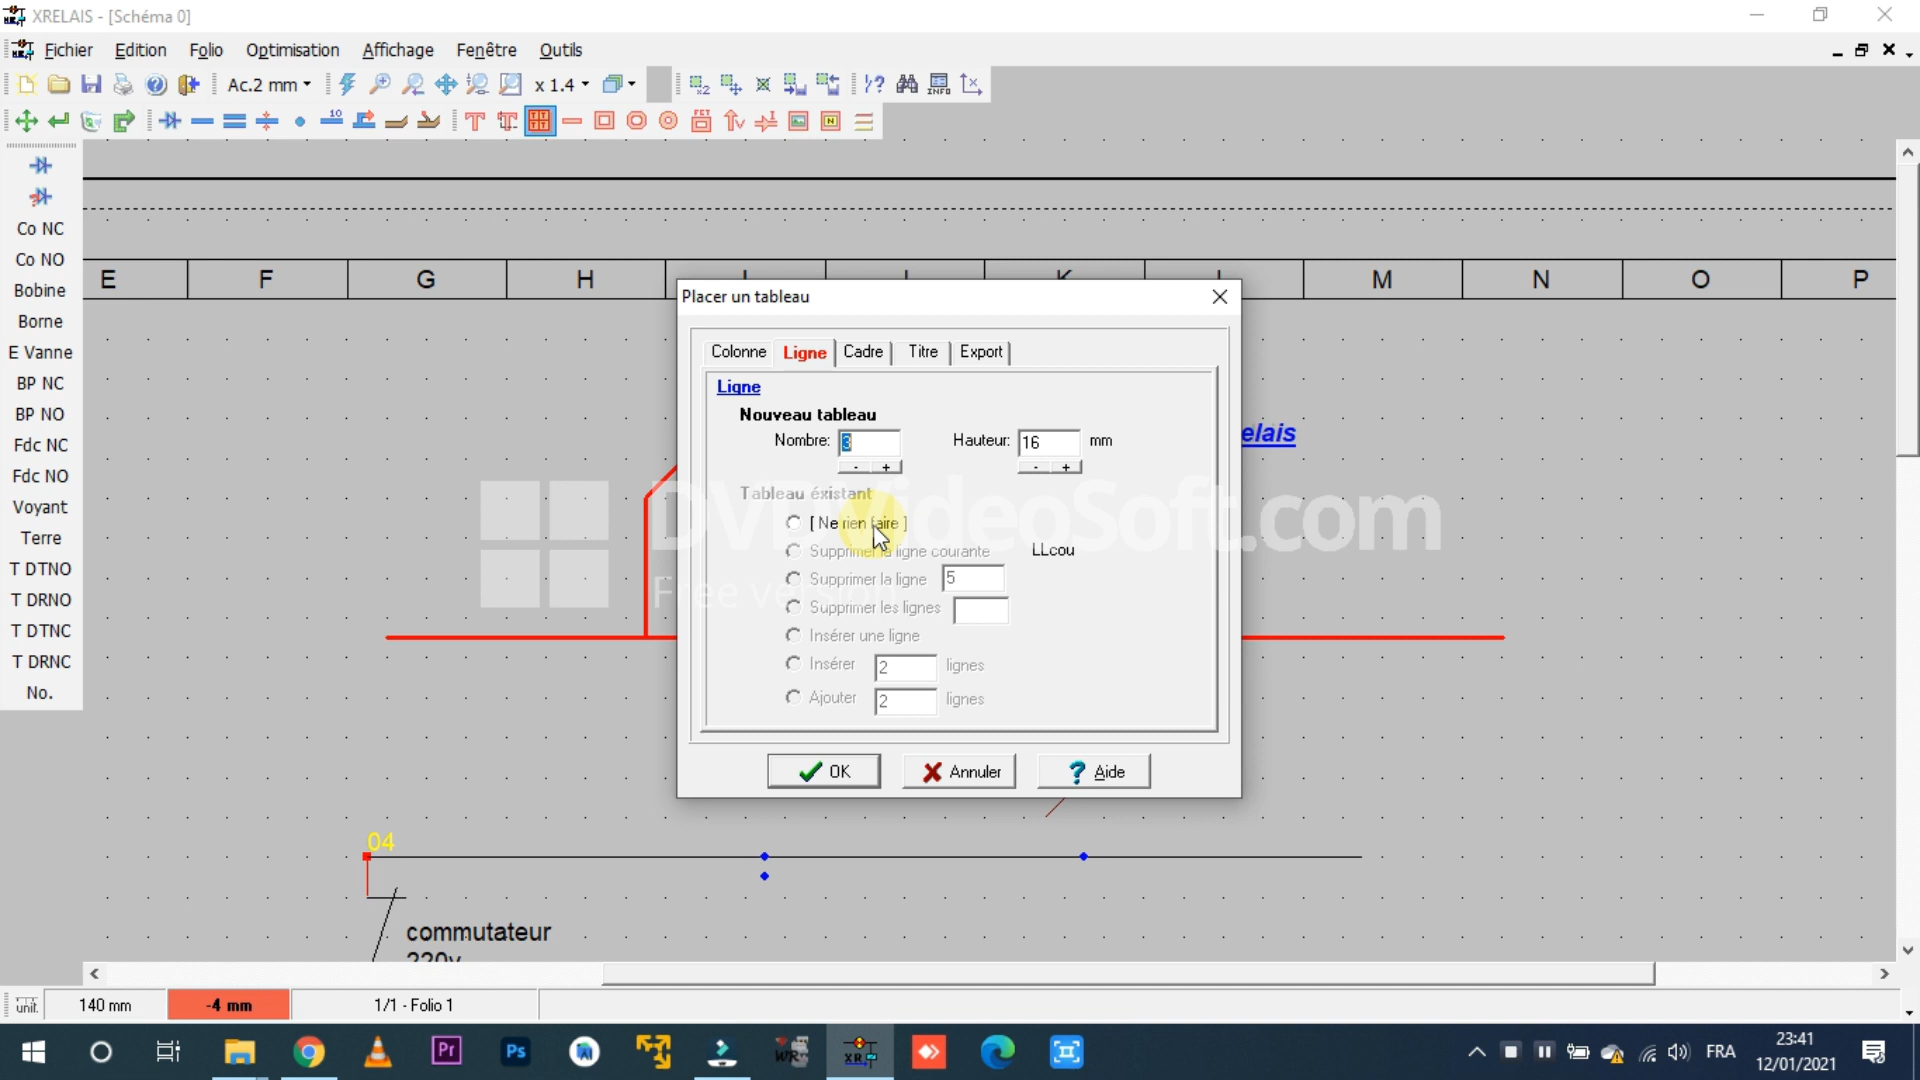 XRELAIS - [Schéma 0]
Fichier Edition Folio Optimisation Affichage Fenêtre Outils
Ac.2 mm x 1.4
Co NC
Co NO
Bobine
Borne
E Vanne
BP NC
BP NO
Fdc NC
Fdc NO
Voyant
Terre
T DTNO
T DRNO
T DTNC
T DRNC
No.
E F G H I J K L M N O P
elais
Placer un tableau
Colonne Ligne Cadre Titre Export
Ligne
Nouveau tableau
Nombre: 3 Hauteur: 16 mm
Tableau éxistant
[ Ne rien faire ]
Supprimer la ligne courante LLcou
Supprimer la ligne 5
Supprimer les lignes
Insérer une ligne
Insérer 2 lignes
Ajouter 2 lignes
OK Annuler Aide
DVDVideoSoft.com
Free version
04
commutateur
220v
unit. 140 mm -4 mm 1/1 - Folio 1
FRA
23:41
12/01/2021